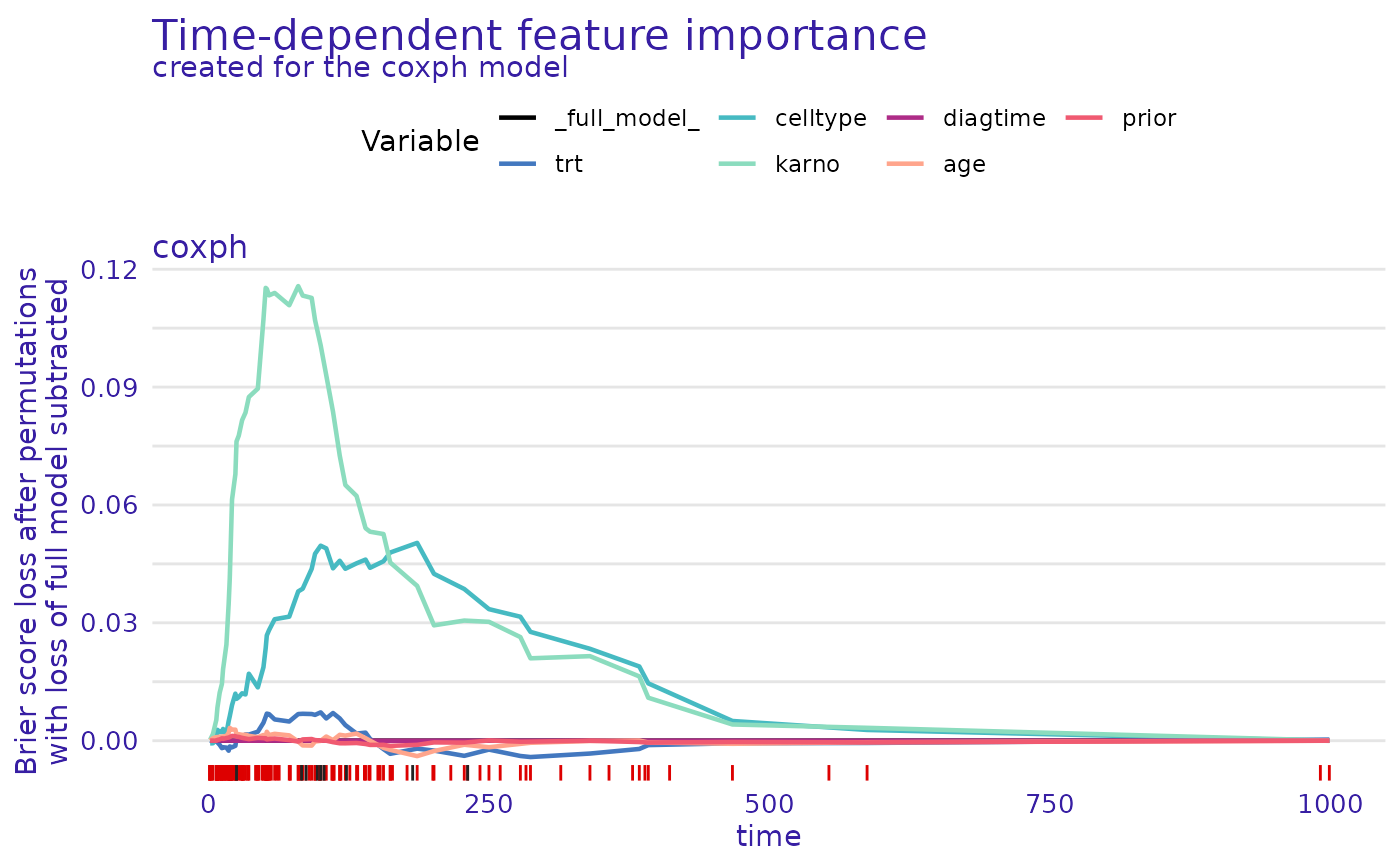 Time-dependent feature importance
created for the coxph model
Variable
_full_model_ celltype diagtime prior
trt karno age
coxph
Brier score loss after permutations
with loss of full model subtracted
0.12
0.09
0.06
0.03
0.00
0 250 500 750 1000
time